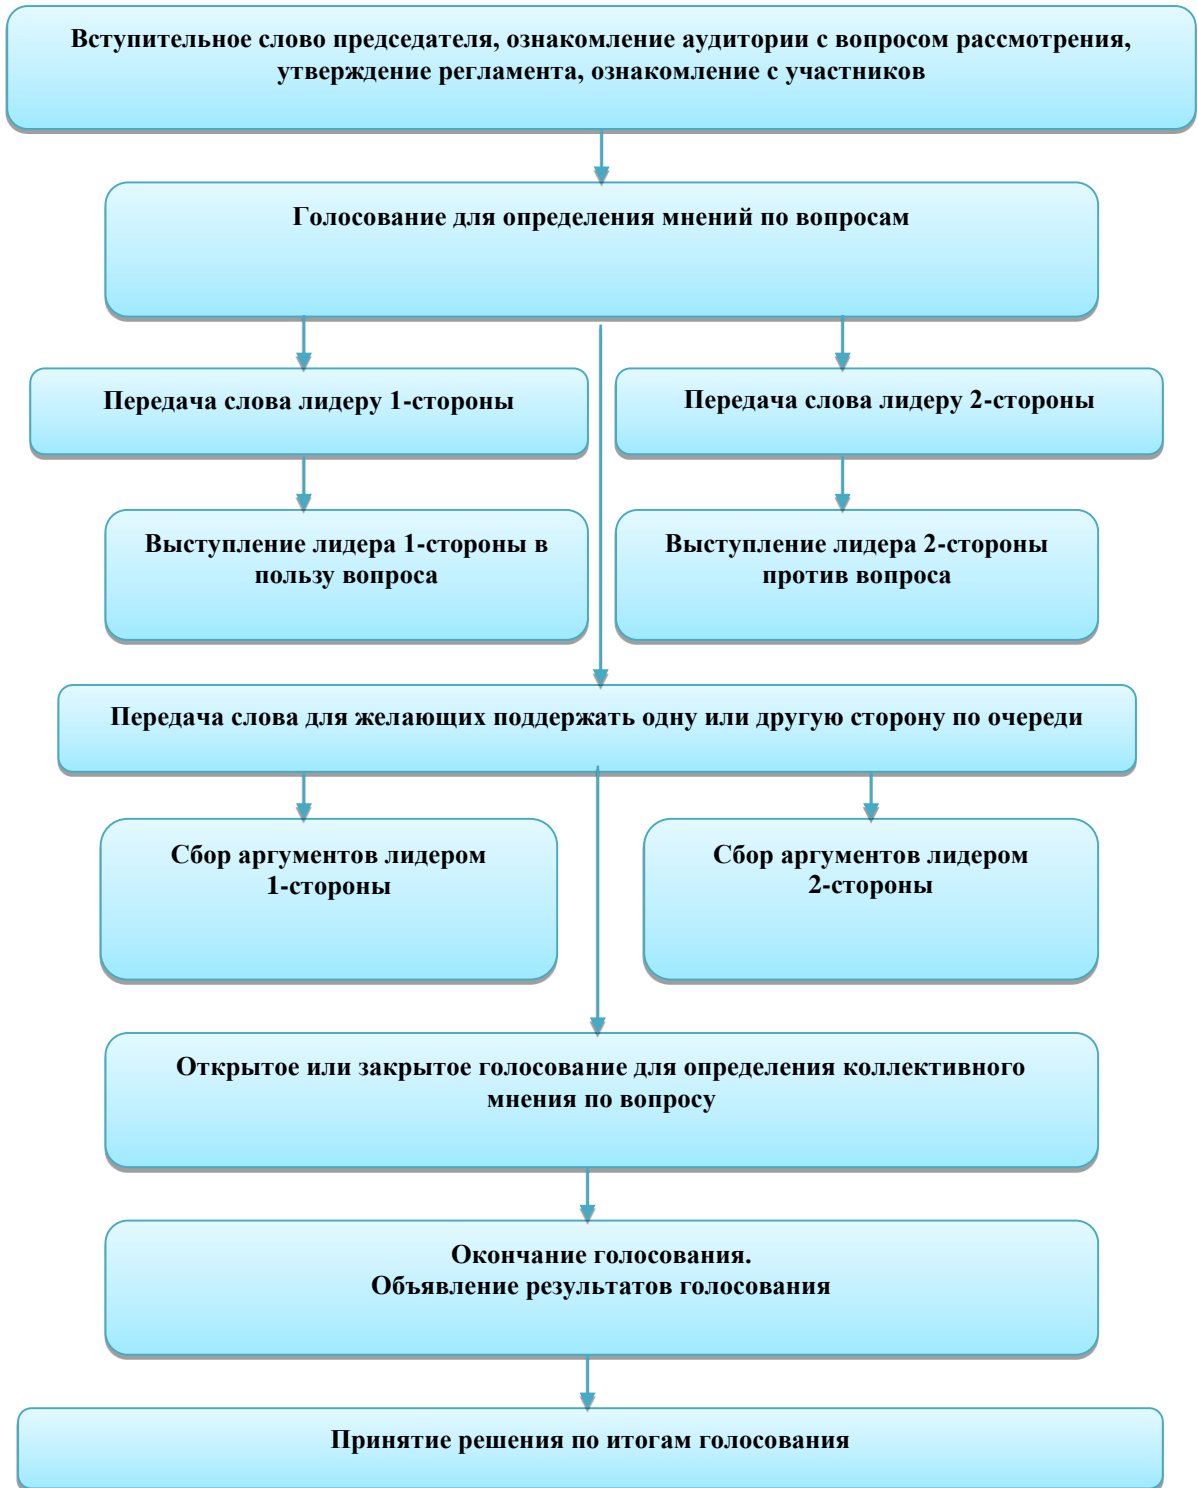 Вступительное слово председателя, ознакомление аудитории с вопросом рассмотрения,
утверждение регламента, ознакомление с участников
Голосование для определения мнений по вопросам
Передача слова лидеру 1-стороны
Передача слова лидеру 2-стороны
Выступление лидера 1-стороны в
пользу вопроса
Выступление лидера 2-стороны
против вопроса
Передача слова для желающих поддержать одну или другую сторону по очереди
Сбор аргументов лидером
1-стороны
Сбор аргументов лидером
2-стороны
Открытое или закрытое голосование для определения коллективного
мнения по вопросу
Окончание голосования.
Объявление результатов голосования
Принятие решения по итогам голосования